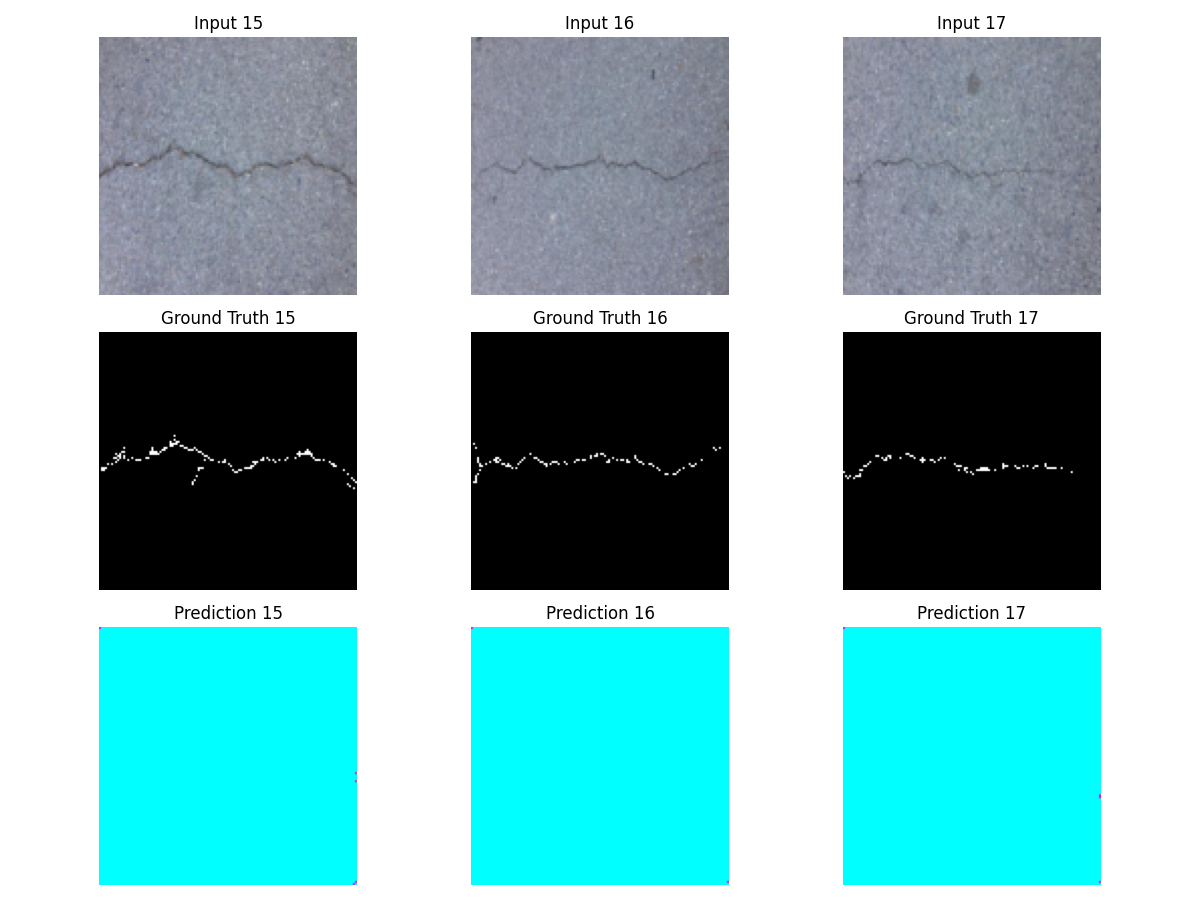 Input 15
Input 16
Input 17
Ground Truth 15
Ground Truth 16
Ground Truth 17
Prediction 15
Prediction 16
Prediction 17